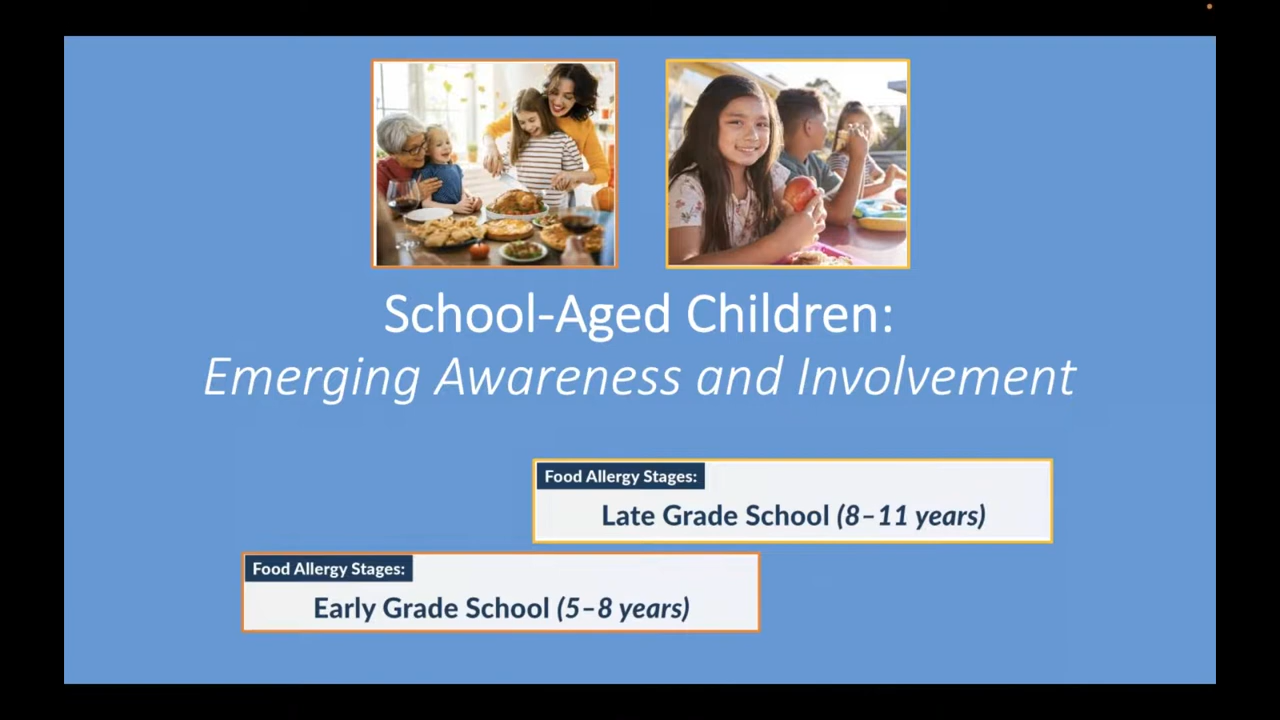 School-Aged Children:
Emerging Awareness and Involvement
Food Allergy Stages:
Late Grade School (8–11 years)
Food Allergy Stages:
Early Grade School (5–8 years)